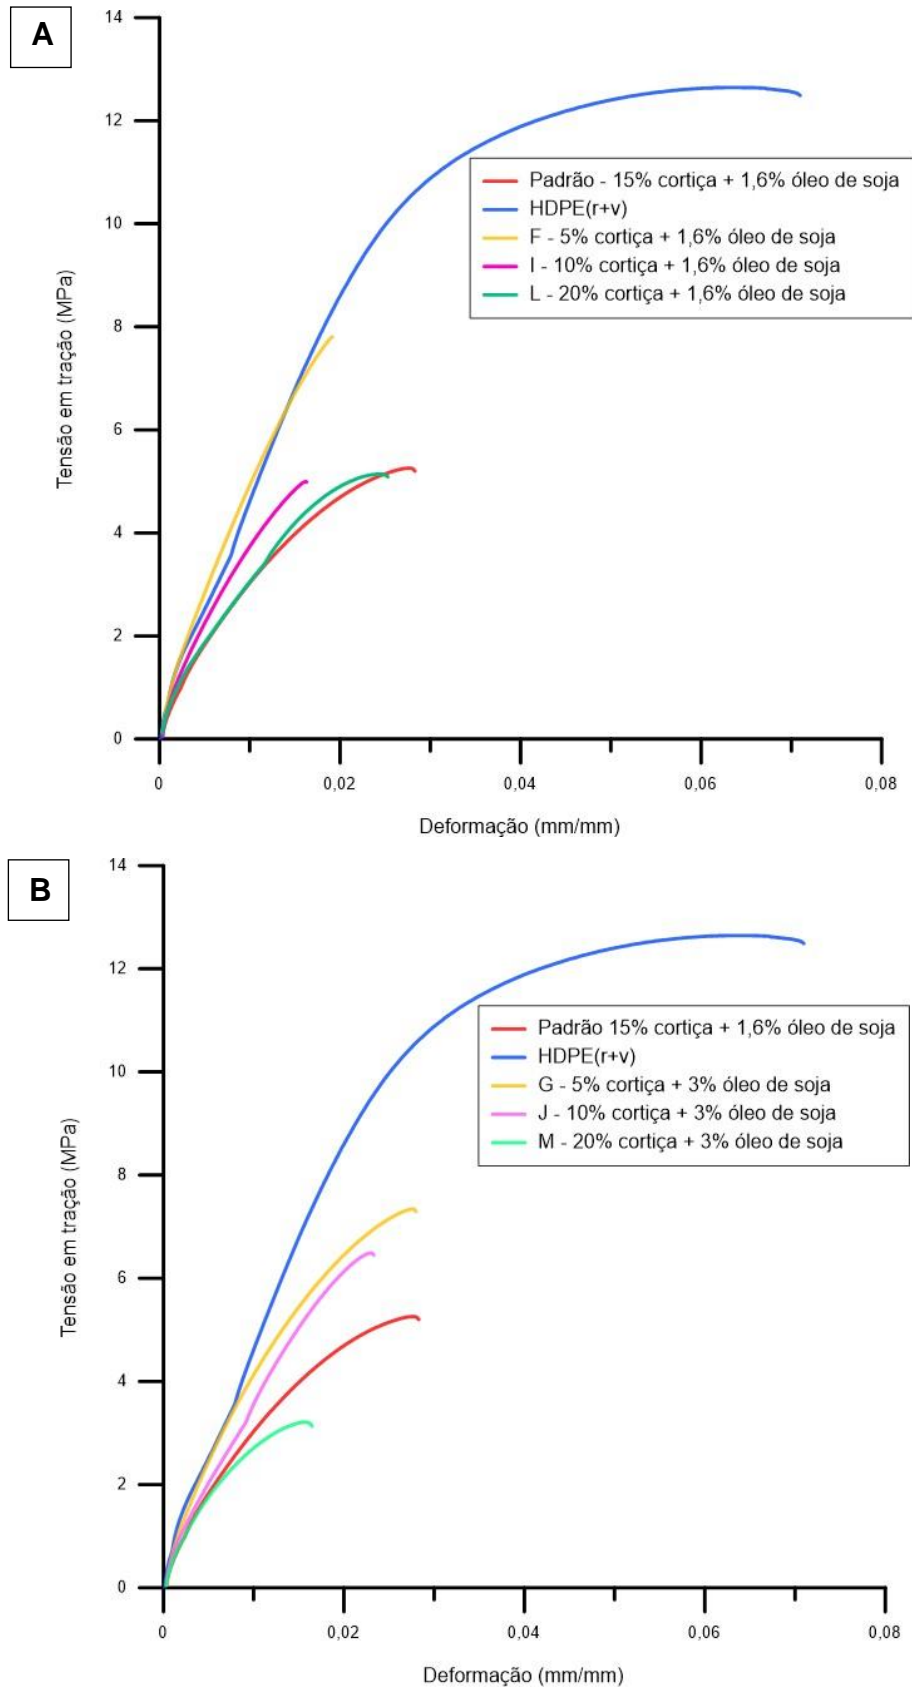 A
14
12
10
8
6
4
2
0
Tensão em tração (MPa)
Padrão - 15% cortiça + 1,6% óleo de soja
HDPE(r+v)
F - 5% cortiça + 1,6% óleo de soja
I - 10% cortiça + 1,6% óleo de soja
L - 20% cortiça + 1,6% óleo de soja
0 0,02 0,04 0,06 0,08
Deformação (mm/mm)
B
14
12
10
8
6
4
2
0
Tensão em tração (MPa)
Padrão 15% cortiça + 1,6% óleo de soja
HDPE(r+v)
G - 5% cortiça + 3% óleo de soja
J - 10% cortiça + 3% óleo de soja
M - 20% cortiça + 3% óleo de soja
0 0,02 0,04 0,06 0,08
Deformação (mm/mm)